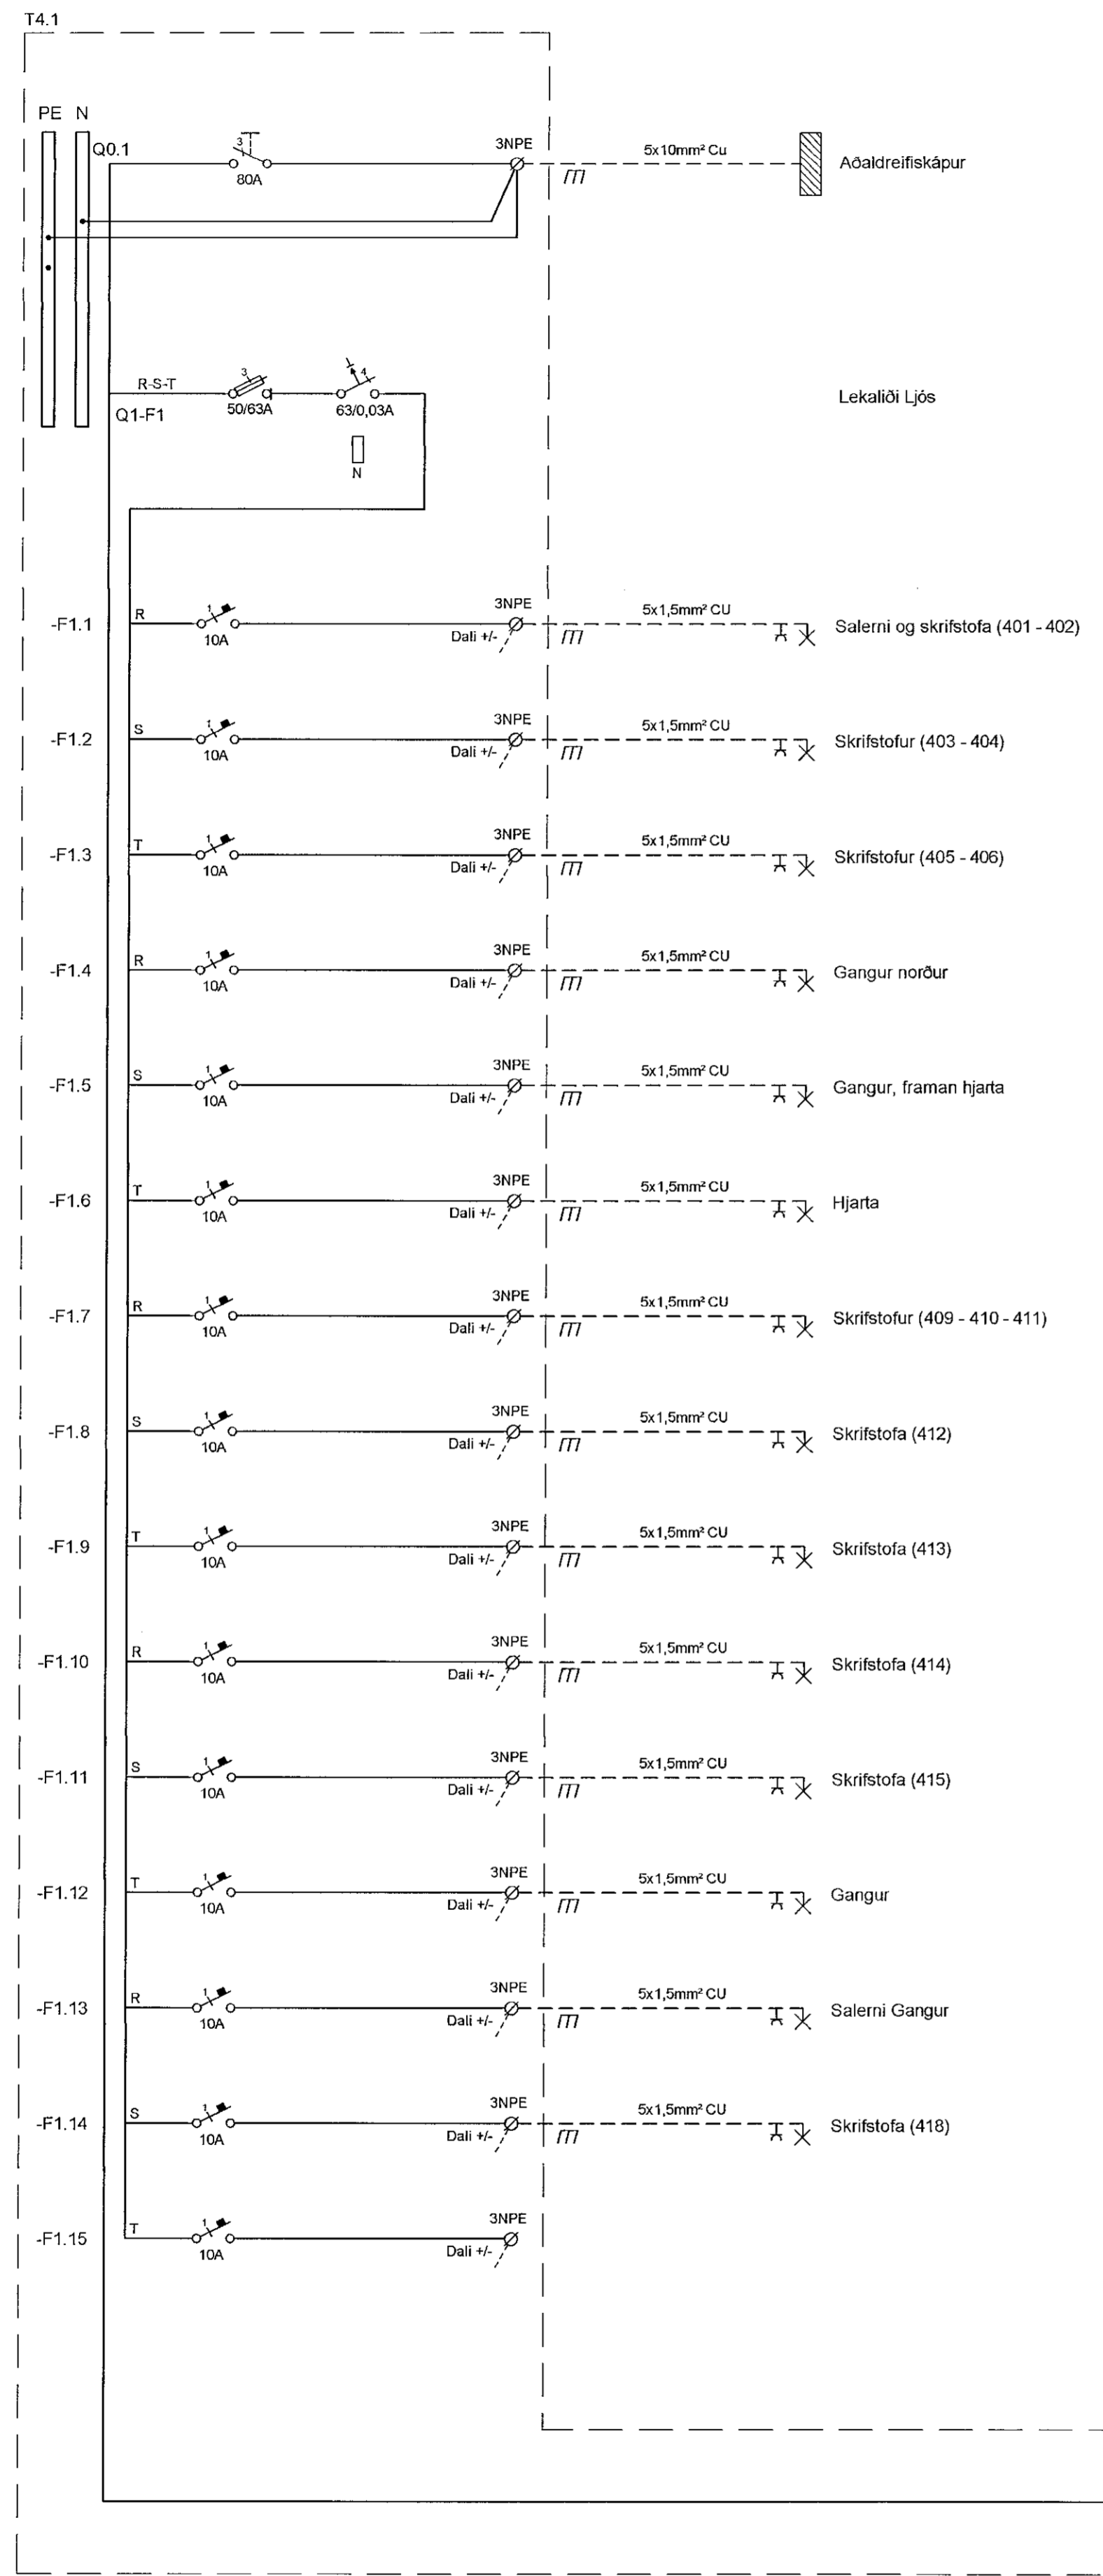 T4.1
PE N
Q0.1
3
80A
3NPE
5x10mm² Cu
Aðaldreifiskápur
R-S-T
Q1-F1
3
50/63A
4
63/0,03A
N
Lekaliði Ljós
-F1.1 R 1 10A Dali +/- 3NPE 5x1,5mm² CU Salerni og skrifstofa (401 - 402)
-F1.2 S 1 10A Dali +/- 3NPE 5x1,5mm² CU Skrifstofur (403 - 404)
-F1.3 T 1 10A Dali +/- 3NPE 5x1,5mm² CU Skrifstofur (405 - 406)
-F1.4 R 1 10A Dali +/- 3NPE 5x1,5mm² CU Gangur norður
-F1.5 S 1 10A Dali +/- 3NPE 5x1,5mm² CU Gangur, framan hjarta
-F1.6 T 1 10A Dali +/- 3NPE 5x1,5mm² CU Hjarta
-F1.7 R 1 10A Dali +/- 3NPE 5x1,5mm² CU Skrifstofur (409 - 410 - 411)
-F1.8 S 1 10A Dali +/- 3NPE 5x1,5mm² CU Skrifstofa (412)
-F1.9 T 1 10A Dali +/- 3NPE 5x1,5mm² CU Skrifstofa (413)
-F1.10 R 1 10A Dali +/- 3NPE 5x1,5mm² CU Skrifstofa (414)
-F1.11 S 1 10A Dali +/- 3NPE 5x1,5mm² CU Skrifstofa (415)
-F1.12 T 1 10A Dali +/- 3NPE 5x1,5mm² CU Gangur
-F1.13 R 1 10A Dali +/- 3NPE 5x1,5mm² CU Salerni Gangur
-F1.14 S 1 10A Dali +/- 3NPE 5x1,5mm² CU Skrifstofa (418)
-F1.15 T 1 10A Dali +/- 3NPE